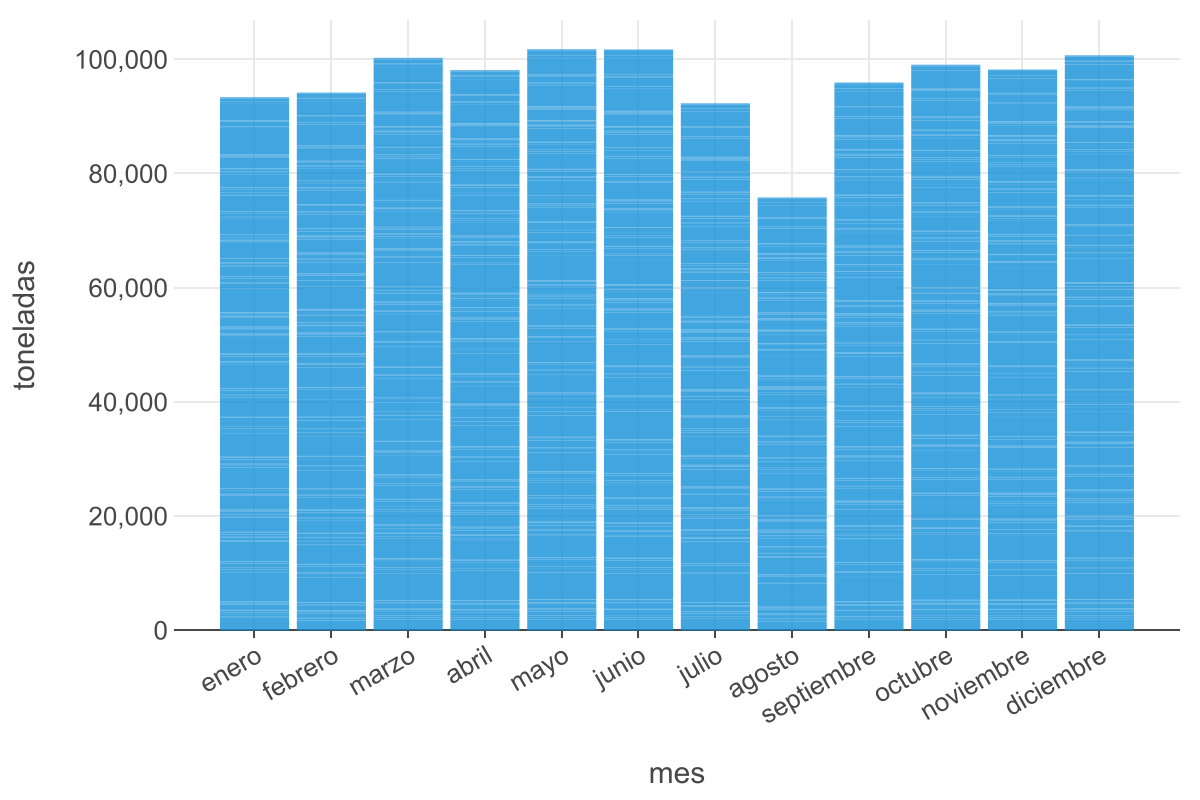 100,000
80,000
60,000
40,000
20,000
0
toneladas
enero
febrero
marzo
abril
mayo
junio
julio
agosto
septiembre
octubre
noviembre
diciembre
mes